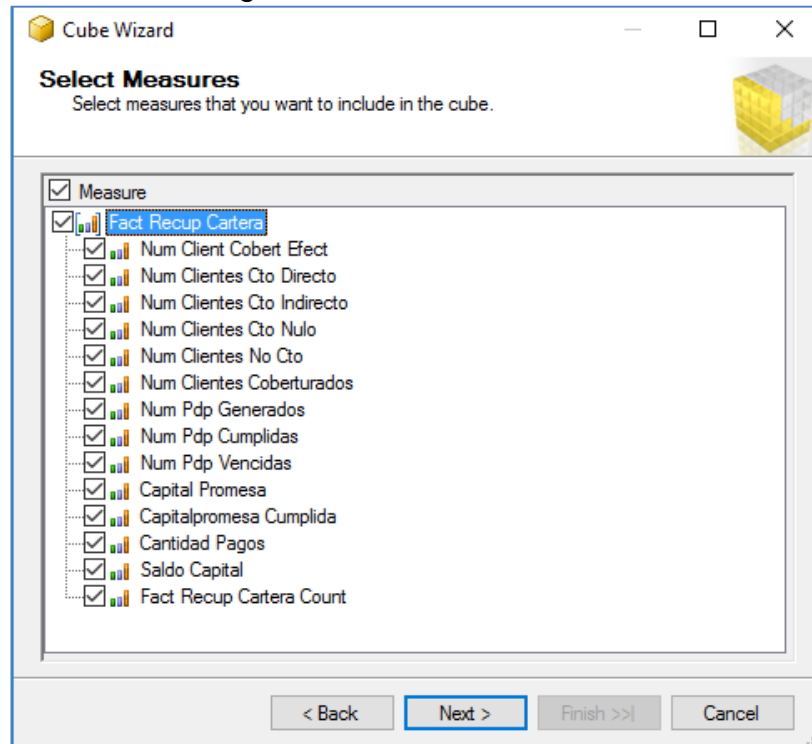 Cube Wizard
Select Measures
Select measures that you want to include in the cube.
Measure
Fact Recup Cartera
Num Client Cobert Efect
Num Clientes Cto Directo
Num Clientes Cto Indirecto
Num Clientes Cto Nulo
Num Clientes No Cto
Num Clientes Coberturados
Num Pdp Generados
Num Pdp Cumplidas
Num Pdp Vencidas
Capital Promesa
Capitalpromesa Cumplida
Cantidad Pagos
Saldo Capital
Fact Recup Cartera Count
< Back Next > Finish >>| Cancel